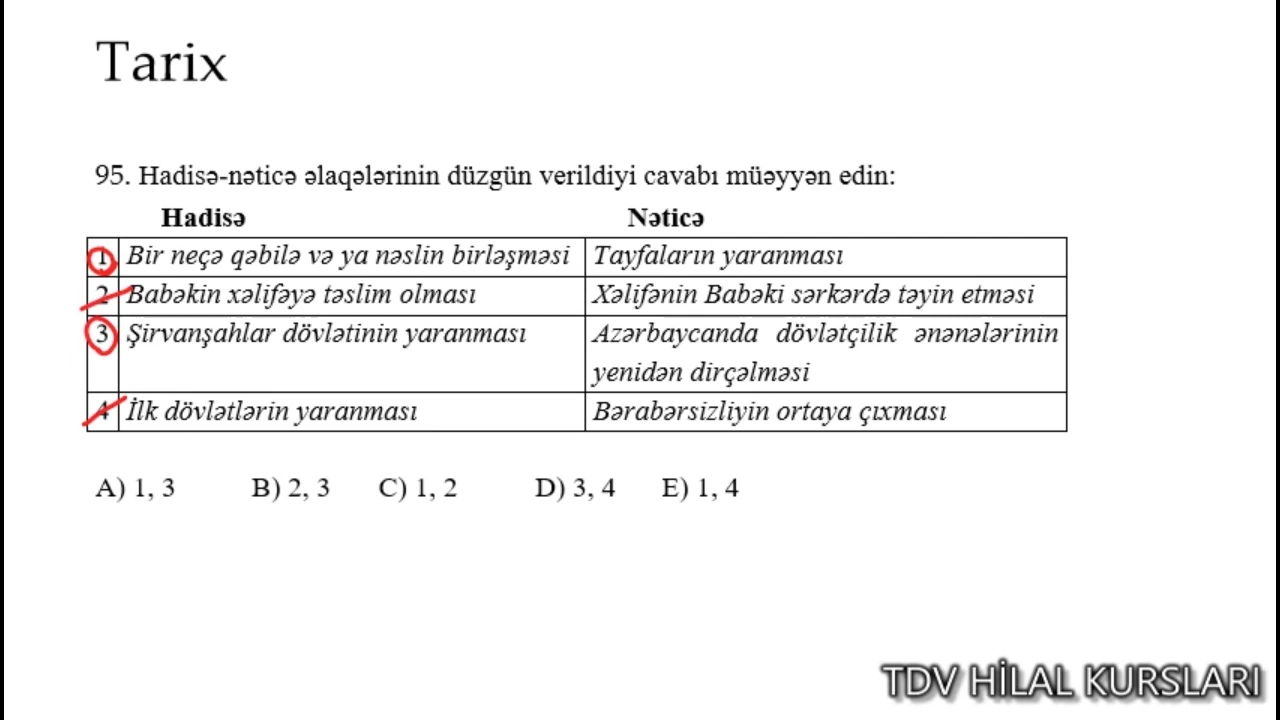 Tarix
95. Hadisə-nəticə əlaqələrinin düzgün verildiyi cavabı müəyyən edin:
Hadisə Nəticə
1 Bir neçə qəbilə və ya nəslin birləşməsi Tayfaların yaranması
2 Babəkin xəlifəyə təslim olması Xəlifənin Babəki sərkərdə təyin etməsi
3 Şirvanşahlar dövlətinin yaranması Azərbaycanda dövlətçilik ənənələrinin
yenidən dirçəlməsi
4 İlk dövlətlərin yaranması Bərabərsizliyin ortaya çıxması
A) 1, 3 B) 2, 3 C) 1, 2 D) 3, 4 E) 1, 4
TDV HİLAL KURSLARI